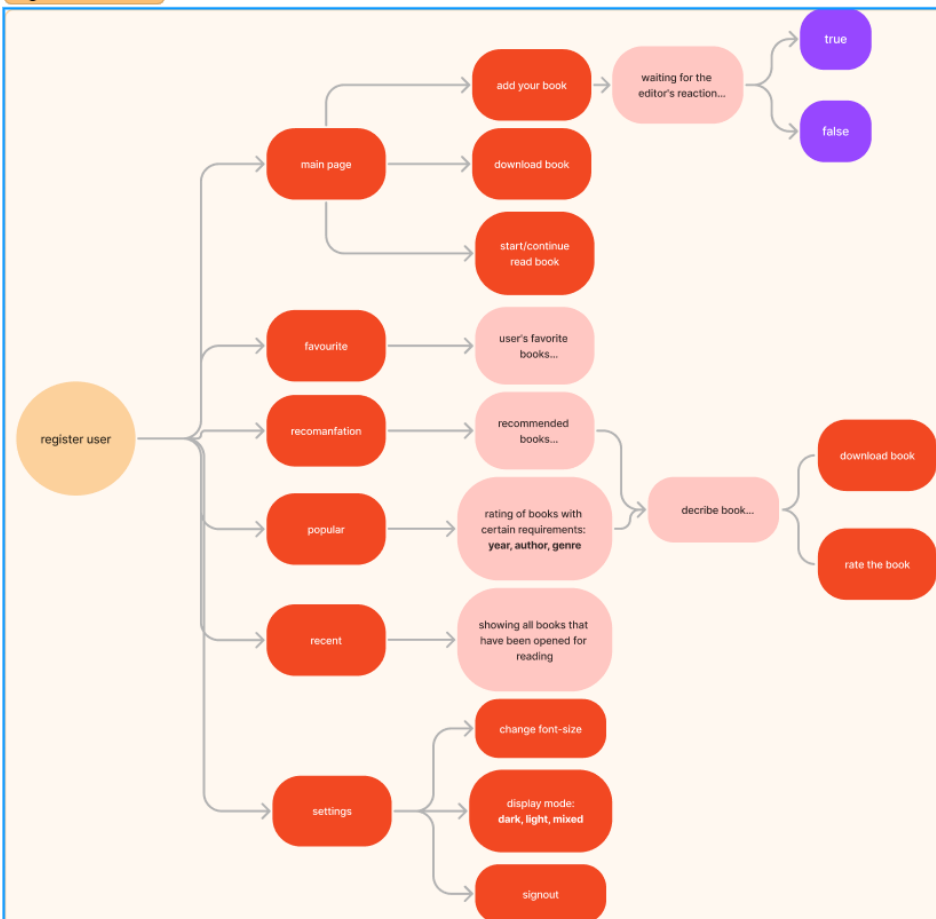 true
add your book
waiting for the
editor's reaction...
false
main page
download book
start/continue
read book
favourite
user's favorite
books...
register user
recomanfation
recommended
books...
download book
popular
rating of books with
certain requirements:
year, author, genre
decribe book...
rate the book
recent
showing all books that
have been opened for
reading
change font-size
settings
display mode:
dark, light, mixed
signout